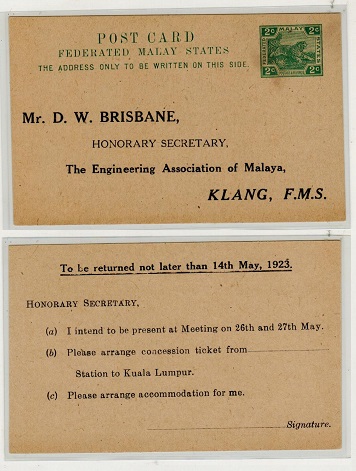 POST CARD
FEDERATED MALAY STATES
THE ADDRESS ONLY TO BE WRITTEN ON THIS SIDE.
2c MALAY 2c
STATES
2c 2c
Mr. D. W. BRISBANE,
HONORARY SECRETARY,
The Engineering Association of Malaya,
KLANG, F.M.S.
To be returned not later than 14th May, 1923.
HONORARY SECRETARY,
(a) I intend to be present at Meeting on 26th and 27th May.
(b) Please arrange concession ticket from
Station to Kuala Lumpur.
(c) Please arrange accommodation for me.
Signature.